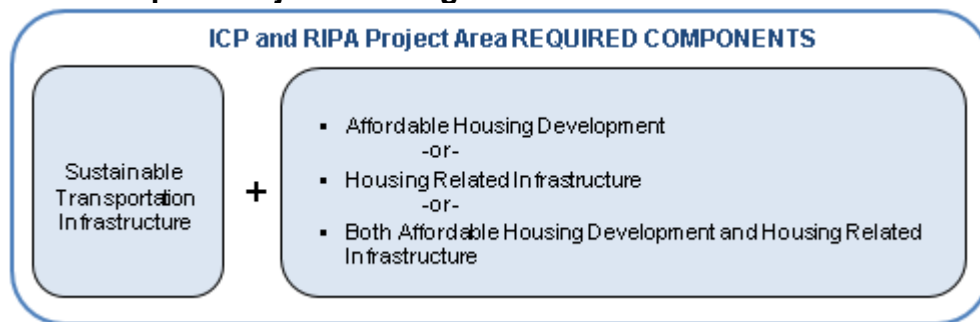 ICP and RIPA Project Area REQUIRED COMPONENTS
Sustainable
Transportation
Infrastructure
+
▪ Affordable Housing Development
-or-
▪ Housing Related Infrastructure
-or-
▪ Both Affordable Housing Development and Housing Related
Infrastructure